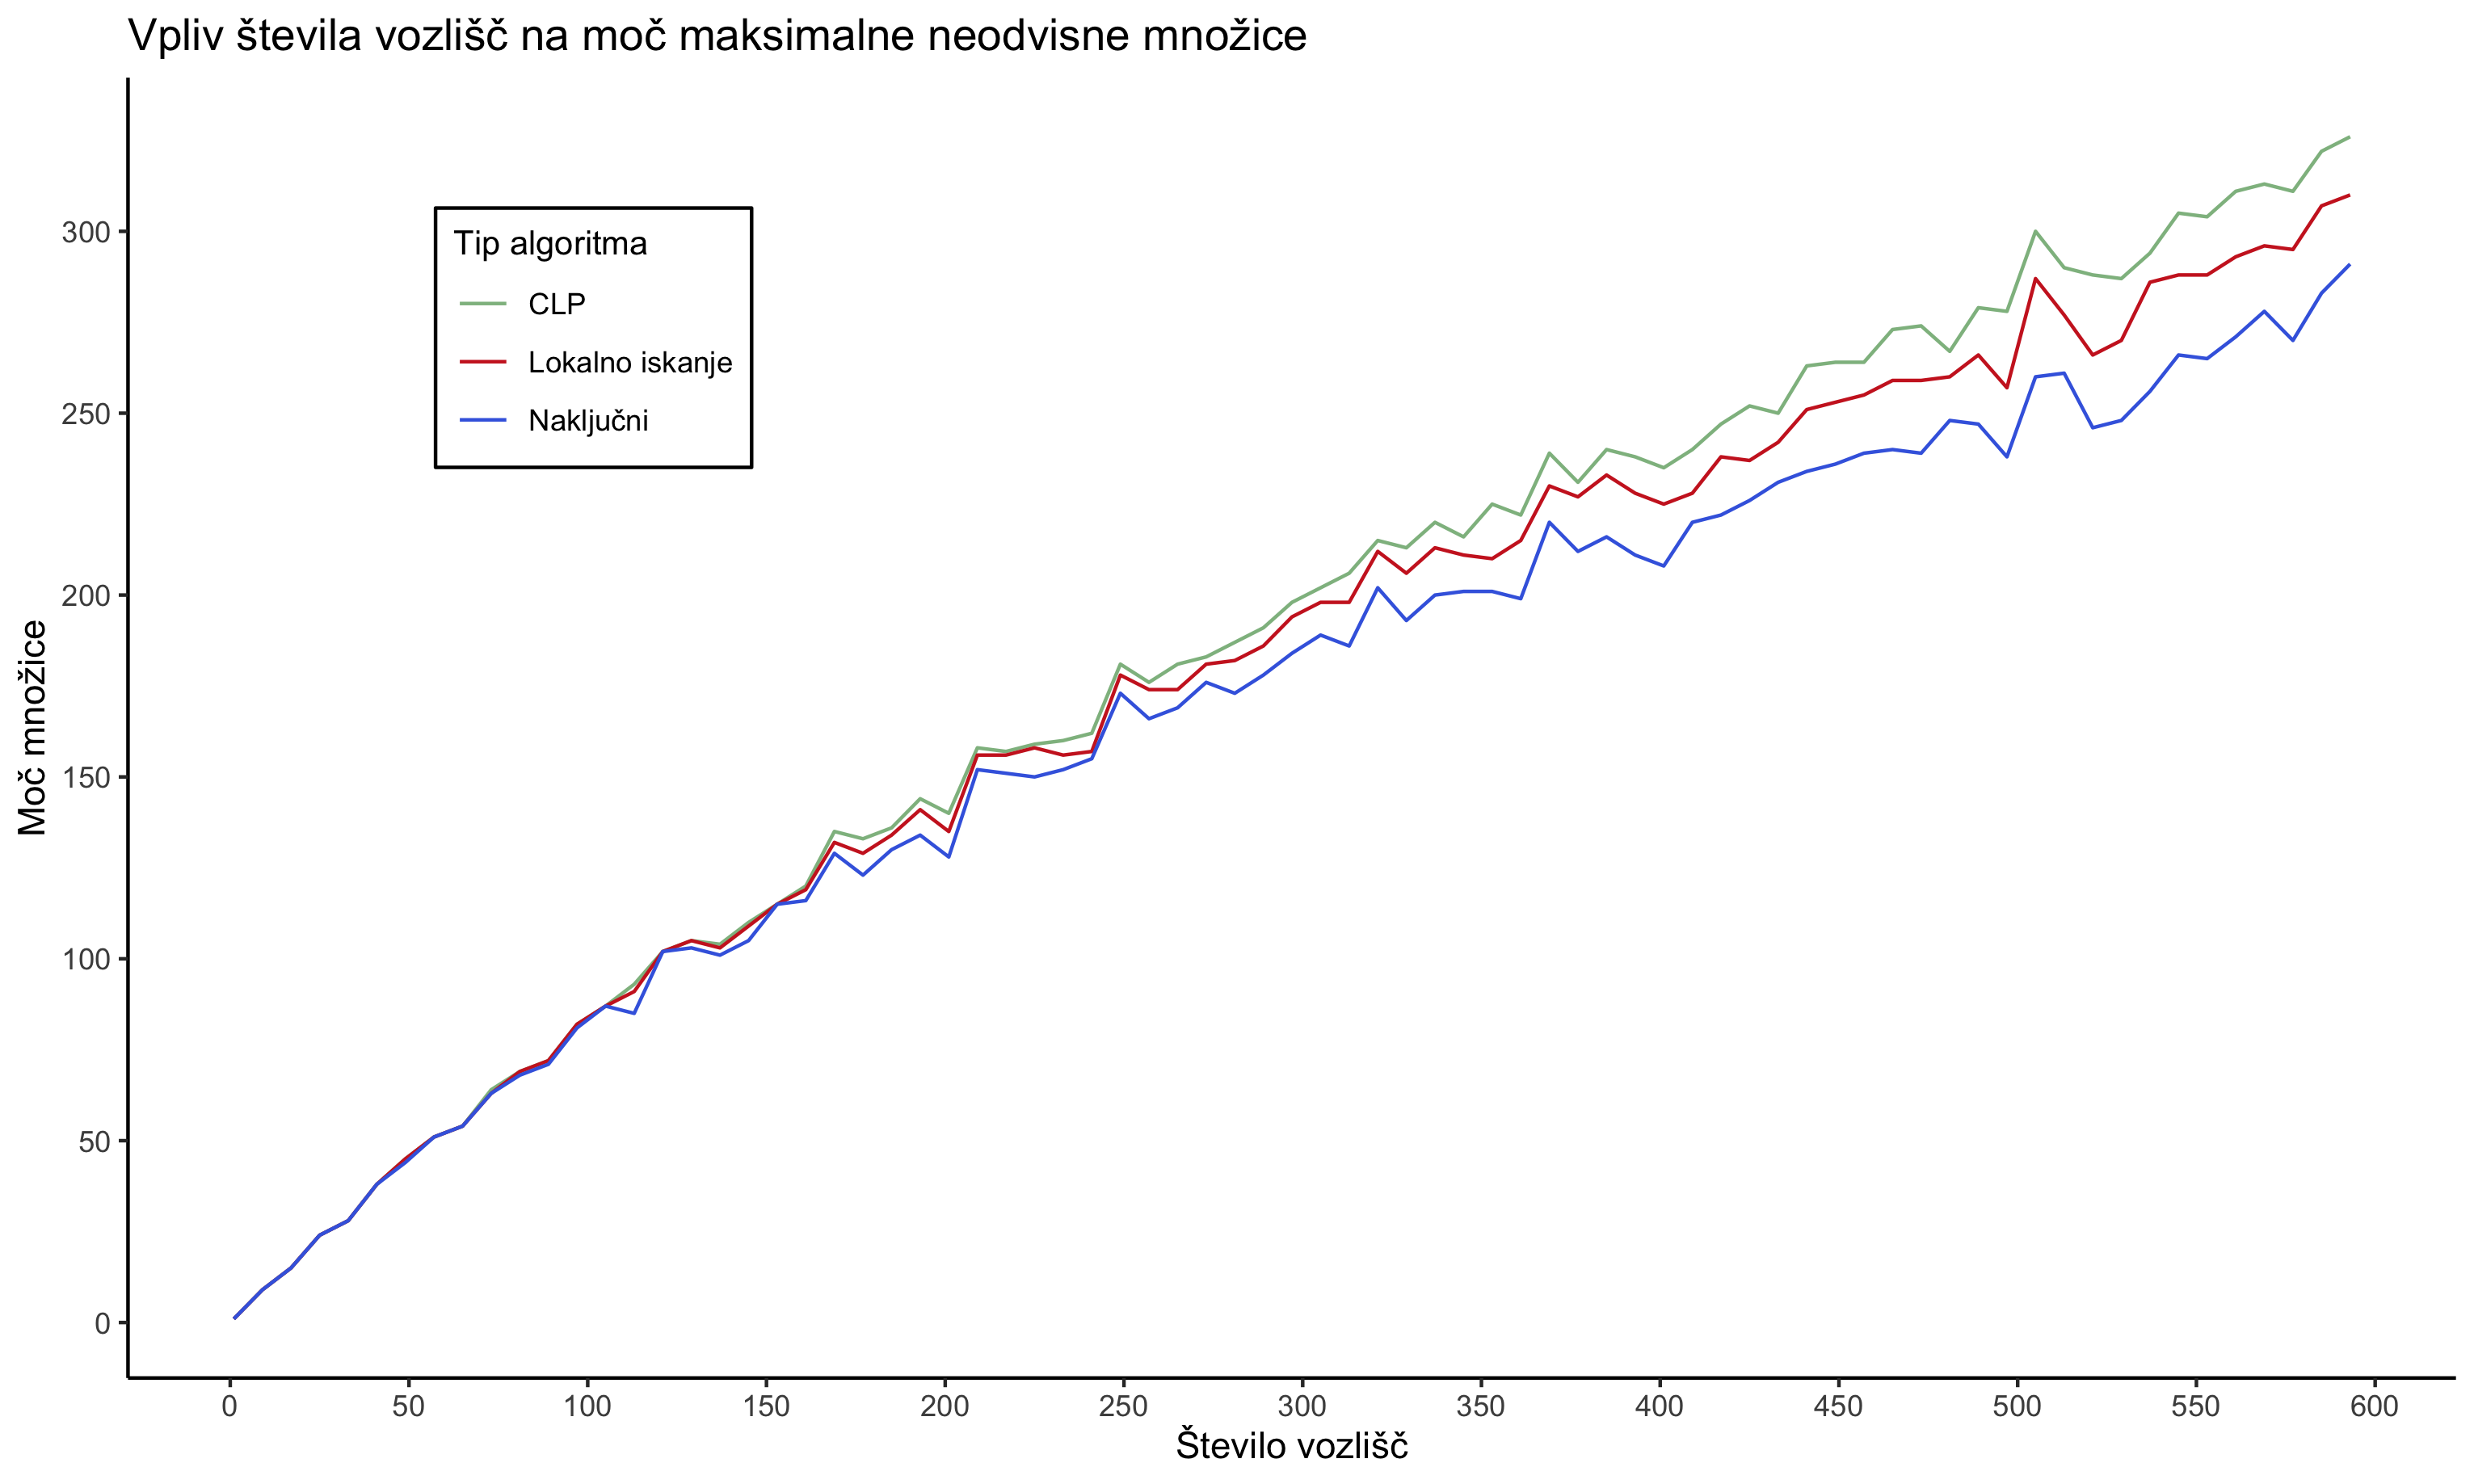 Vpliv števila vozlišč na moč maksimalne neodvisne množice
Tip algoritma
CLP
Lokalno iskanje
Naključni
Moč množice
300
250
200
150
100
50
0
0 50 100 150 200 250 300 350 400 450 500 550 600
Število vozlišč